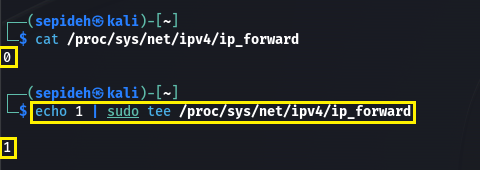 ┌──(sepideh㉿kali)-[~]
└─$ cat /proc/sys/net/ipv4/ip_forward
0
┌──(sepideh㉿kali)-[~]
└─$ echo 1 | sudo tee /proc/sys/net/ipv4/ip_forward
1